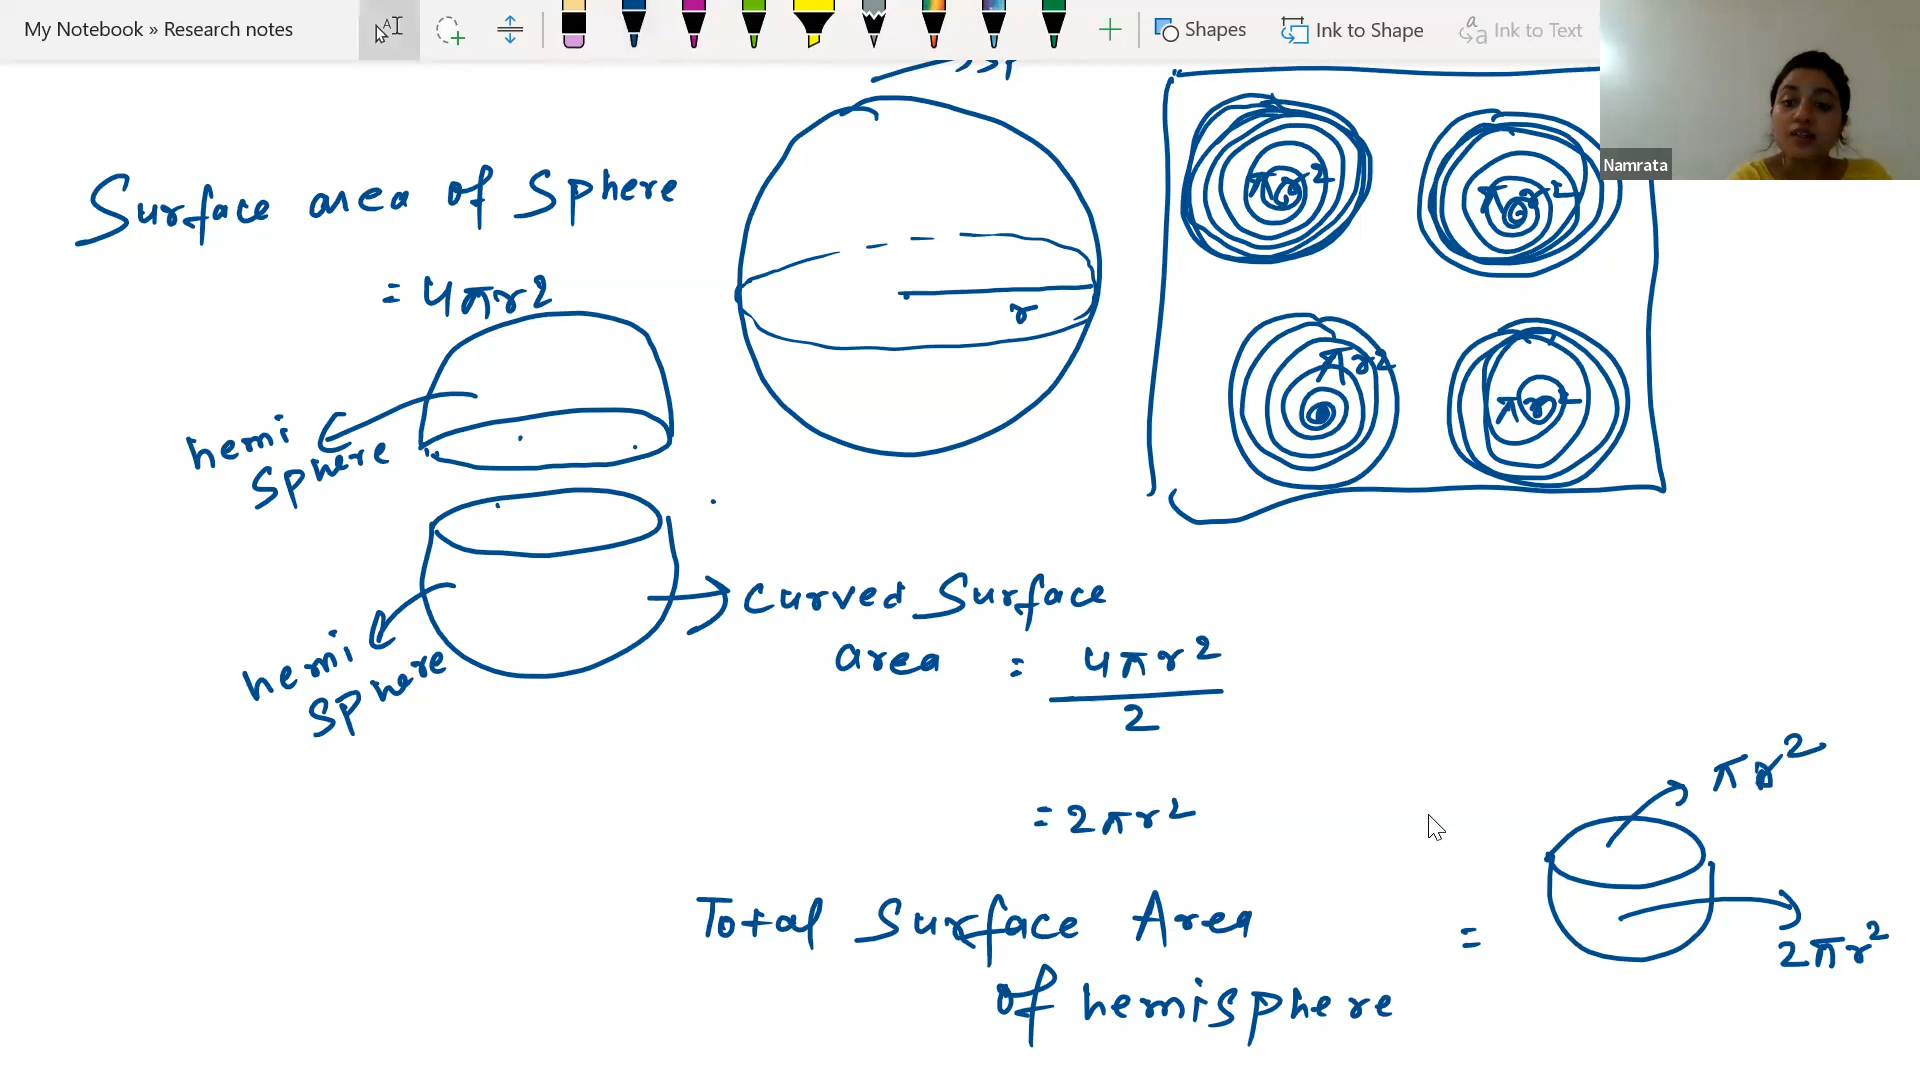 My Notebook » Research notes
Shapes
Ink to Shape
Ink to Text
Namrata
Surface area of Sphere
= 4πr2
r
πr2
πr2
πr2
πr2
hemi
sphere
hemi
sphere
Curved Surface
area = 4πr2
2
= 2πr2
πr2
2πr2
Total Surface Area =
of hemisphere